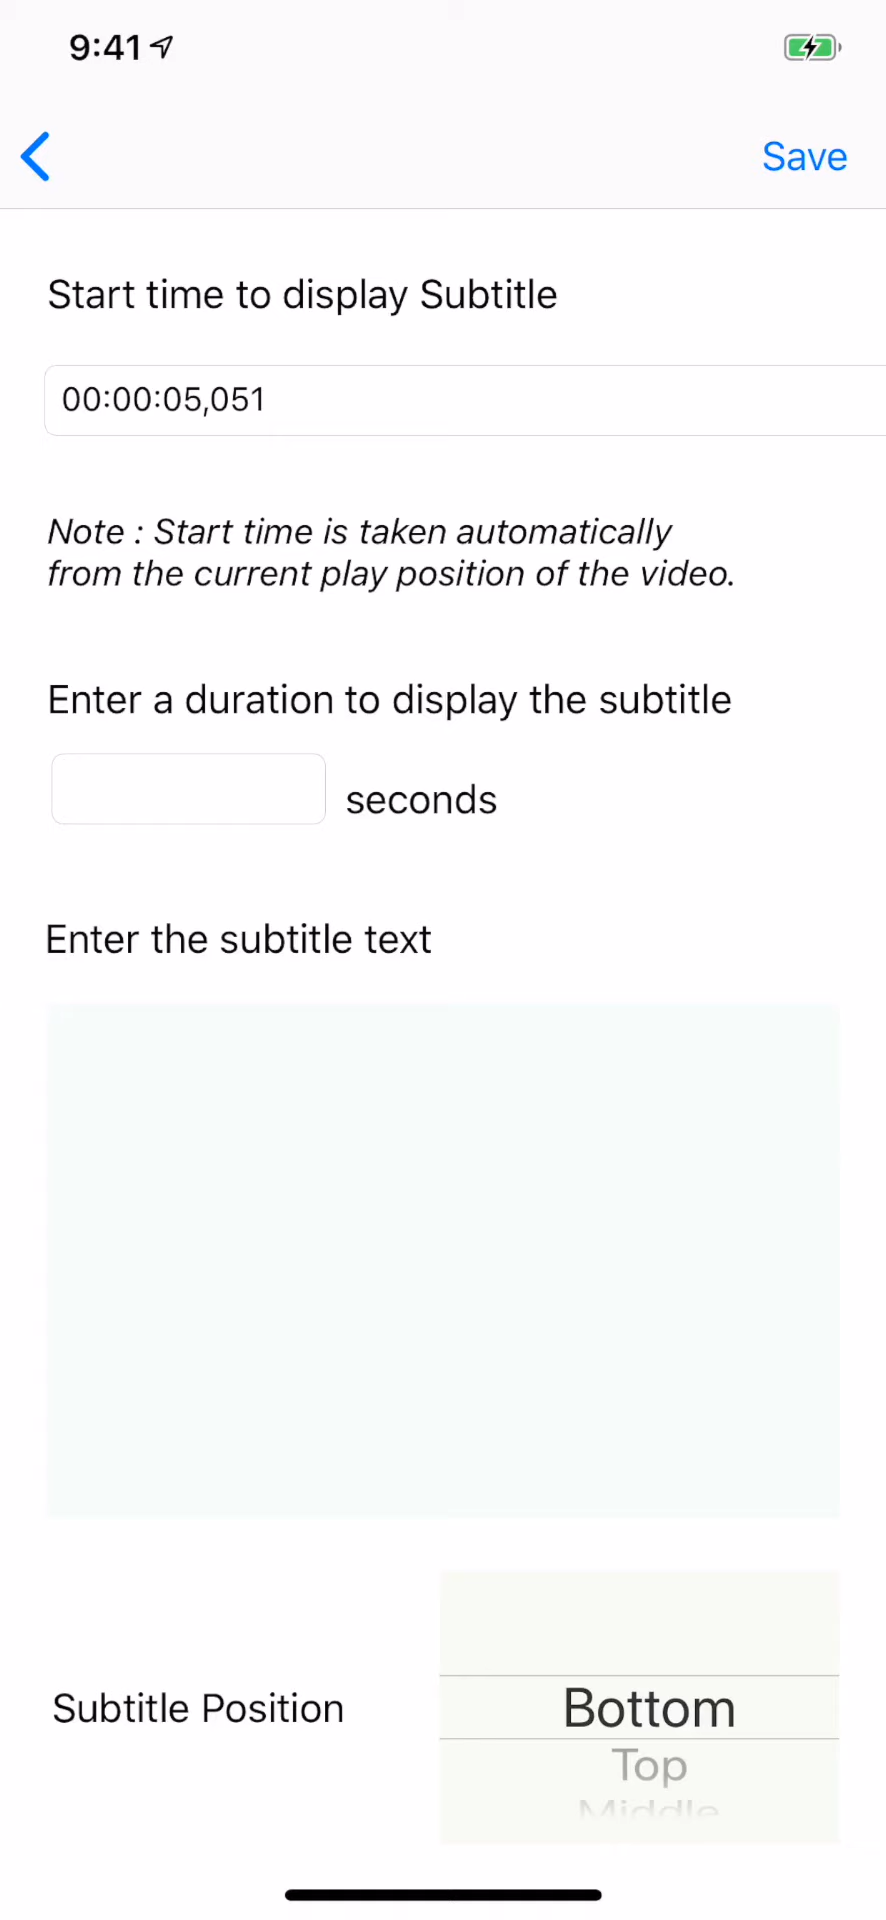 9:41
Save
Start time to display Subtitle
00:00:05,051
Note : Start time is taken automatically
from the current play position of the video.
Enter a duration to display the subtitle
seconds
Enter the subtitle text
Subtitle Position
Bottom
Top
Middle